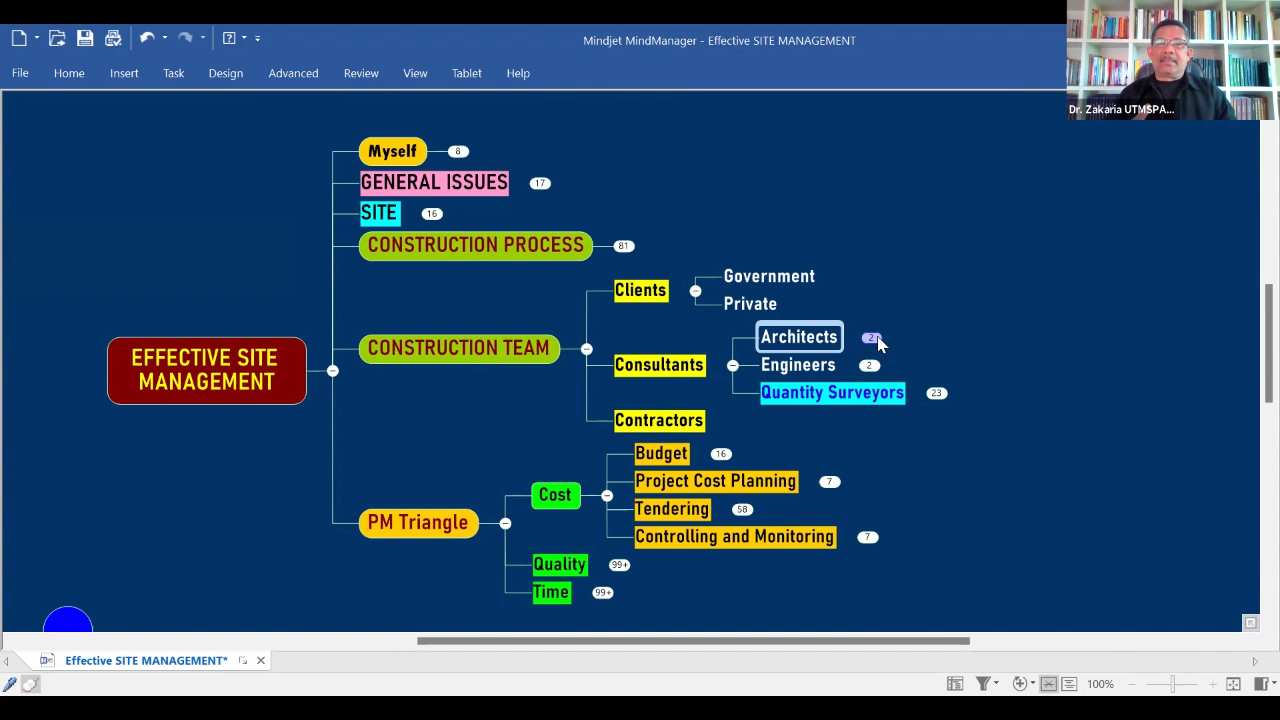 Mindjet MindManager - Effective SITE MANAGEMENT
File Home Insert Task Design Advanced Review View Tablet Help
Dr. Zakaria UTMSPA...
Myself 8
GENERAL ISSUES 17
SITE 16
CONSTRUCTION PROCESS 81
EFFECTIVE SITE
MANAGEMENT
CONSTRUCTION TEAM
Clients
Government
Private
Consultants
Architects 2
Engineers 2
Quantity Surveyors 23
Contractors
PM Triangle
Cost
Budget 16
Project Cost Planning 7
Tendering 58
Controlling and Monitoring 7
Quality 99+
Time 99+
Effective SITE MANAGEMENT*
100%